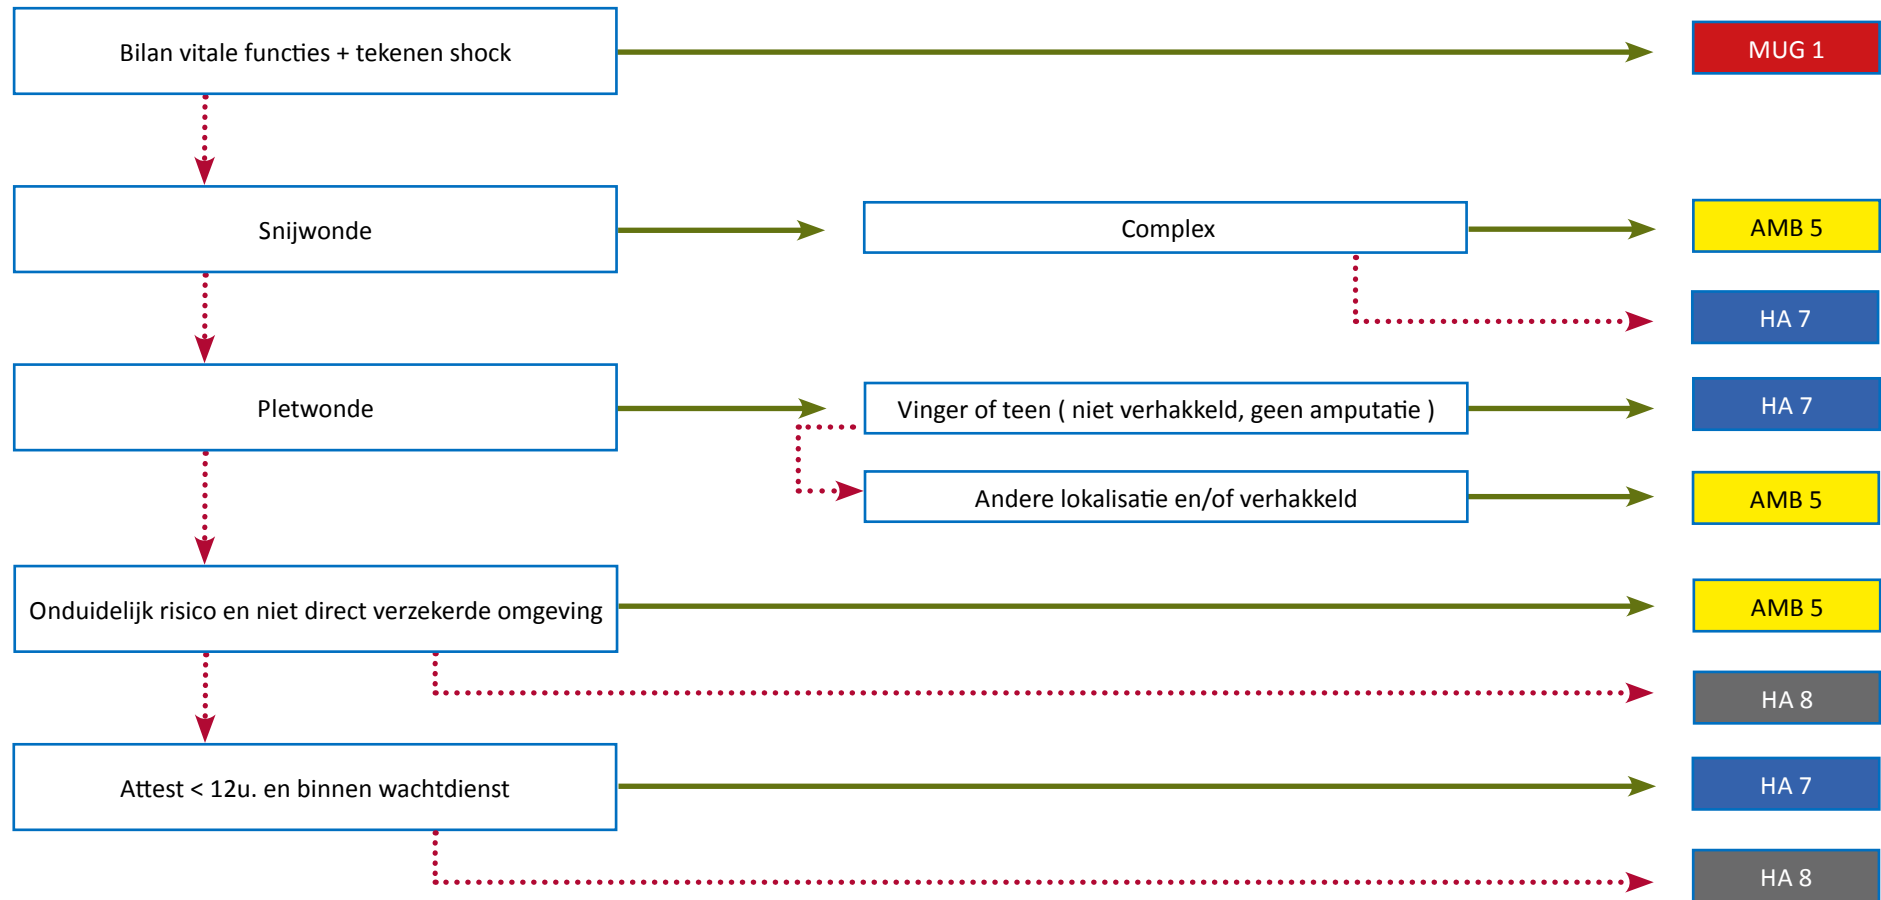 Bilan vitale functies + tekenen shock
MUG 1
Snijwonde
Complex
AMB 5
HA 7
Pletwonde
Vinger of teen ( niet verhakkeld, geen amputatie )
HA 7
Andere lokalisatie en/of verhakkeld
AMB 5
Onduidelijk risico en niet direct verzekerde omgeving
AMB 5
HA 8
Attest < 12u. en binnen wachtdienst
HA 7
HA 8